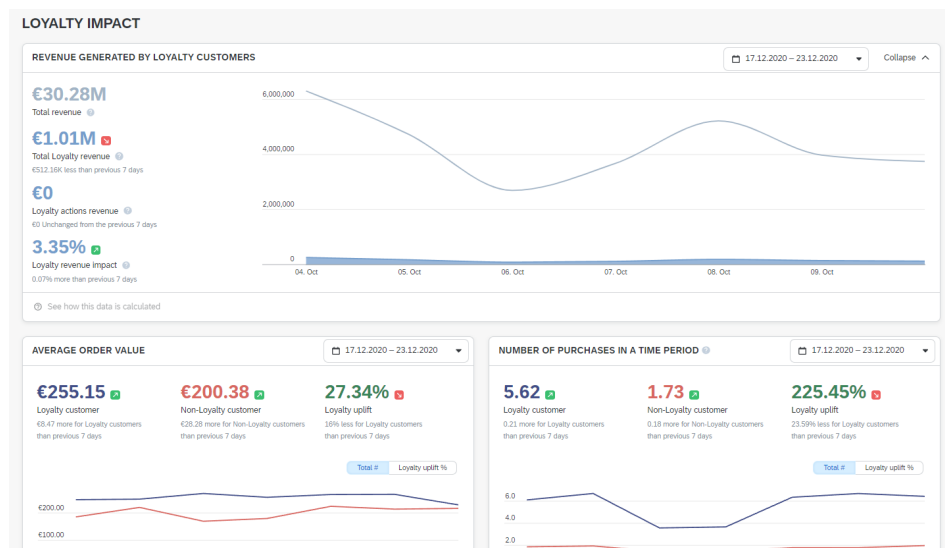 LOYALTY IMPACT
REVENUE GENERATED BY LOYALTY CUSTOMERS
17.12.2020 – 23.12.2020
Collapse
€30.28M
Total revenue
€1.01M
Total Loyalty revenue
€512.16K less than previous 7 days
€0
Loyalty actions revenue
€0 Unchanged from the previous 7 days
3.35%
Loyalty revenue impact
0.07% more than previous 7 days
6,000,000
4,000,000
2,000,000
0
04. Oct 05. Oct 06. Oct 07. Oct 08. Oct 09. Oct
See how this data is calculated
AVERAGE ORDER VALUE
17.12.2020 – 23.12.2020
€255.15
Loyalty customer
€8.47 more for Loyalty customers
than previous 7 days
€200.38
Non-Loyalty customer
€28.28 more for Non-Loyalty customers
than previous 7 days
27.34%
Loyalty uplift
16% less for Loyalty customers
than previous 7 days
Total # Loyalty uplift %
€200.00
€100.00
NUMBER OF PURCHASES IN A TIME PERIOD
17.12.2020 – 23.12.2020
5.62
Loyalty customer
0.21 more for Loyalty customers
than previous 7 days
1.73
Non-Loyalty customer
0.18 more for Non-Loyalty customers
than previous 7 days
225.45%
Loyalty uplift
23.59% less for Loyalty customers
than previous 7 days
Total # Loyalty uplift %
6.0
4.0
2.0